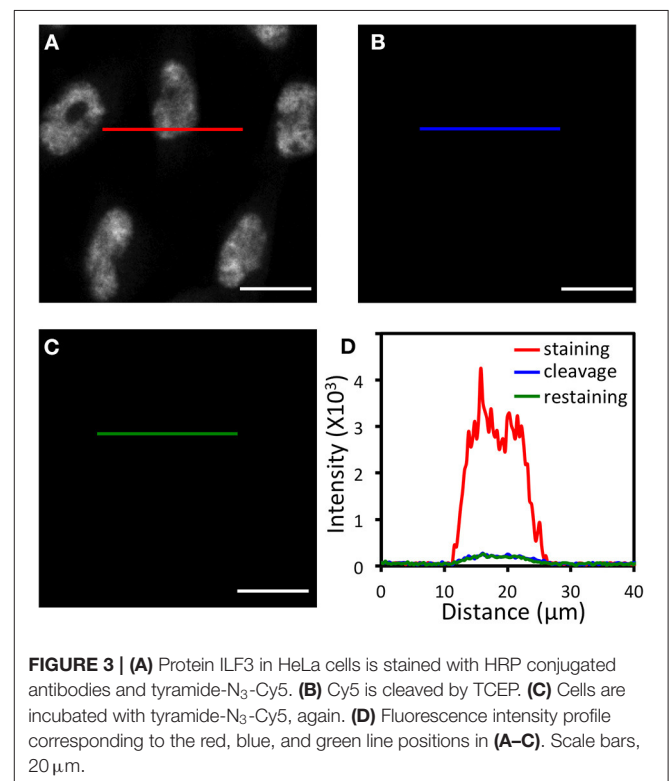 A
B
C
D
staining
cleavage
restaining
Intensity (X10³)
4
3
2
1
0
0
10
20
30
40
Distance (µm)
FIGURE 3 | (A) Protein ILF3 in HeLa cells is stained with HRP conjugated
antibodies and tyramide-N₃-Cy5. (B) Cy5 is cleaved by TCEP. (C) Cells are
incubated with tyramide-N₃-Cy5, again. (D) Fluorescence intensity profile
corresponding to the red, blue, and green line positions in (A–C). Scale bars,
20 µm.